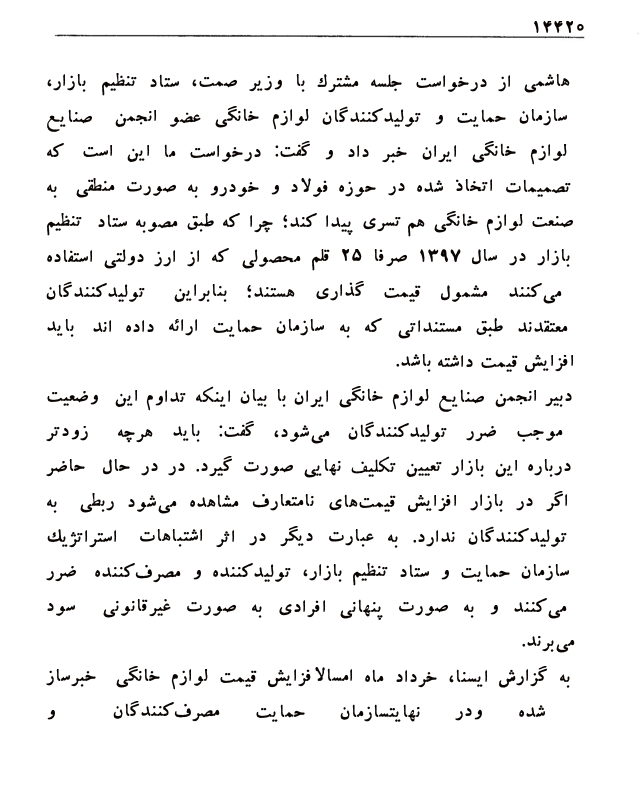 ۱۴۴۲۰
هاشمی از درخواست جلسه مشترك با وزیر صمت، ستاد تنظیم بازار،
سازمان حمایت و تولیدکنندگان لوازم خانگی عضو انجمن صنایع
لوازم خانگی ایران خبر داد و گفت: درخواست ما این است که
تصمیمات اتخاذ شده در حوزه فولاد و خودرو به صورت منطقی به
صنعت لوازم خانگی هم تسری پیدا کند؛ چرا که طبق مصوبه ستاد تنظیم
بازار در سال ۱۳۹۷ صرفا ۲۵ قلم محصولی که از ارز دولتی استفاده
می‌کنند مشمول قیمت گذاری هستند؛ بنابراین تولیدکنندگان
معتقدند طبق مستنداتی که به سازمان حمایت ارائه داده اند باید
افزایش قیمت داشته باشد.
دبیر انجمن صنایع لوازم خانگی ایران با بیان اینکه تداوم این وضعیت
موجب ضرر تولیدکنندگان می‌شود، گفت: باید هرچه زودتر
درباره این بازار تعیین تکلیف نهایی صورت گیرد. در در حال حاضر
اگر در بازار افزایش قیمت‌های نامتعارف مشاهده می‌شود ربطی به
تولیدکنندگان ندارد. به عبارت دیگر در اثر اشتباهات استراتژیك
سازمان حمایت و ستاد تنظیم بازار، تولیدکننده و مصرف‌کننده ضرر
می‌کنند و به صورت پنهانی افرادی به صورت غیرقانونی سود
می‌برند.
به گزارش ایسنا، خرداد ماه امسالافزایش قیمت لوازم خانگی خبرساز
شده ودر نهایتسازمان حمایت مصرف‌کنندگان و